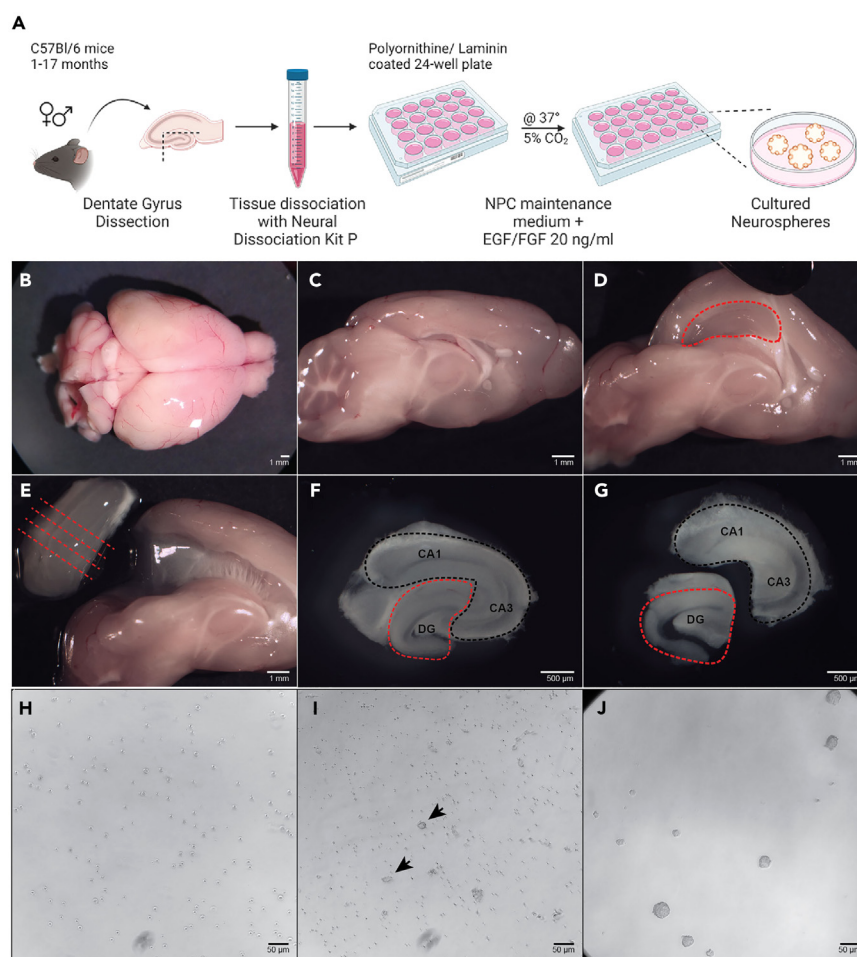 A
C57Bl/6 mice
1-17 months
Polyornithine/ Laminin
coated 24-well plate
@ 37°
5% CO₂
Dentate Gyrus
Dissection
Tissue dissociation
with Neural
Dissociation Kit P
NPC maintenance
medium +
EGF/FGF 20 ng/ml
Cultured
Neurospheres
B
1 mm
C
1 mm
D
1 mm
E
1 mm
F
CA1
CA3
DG
500 µm
G
CA1
CA3
DG
500 µm
H
50 µm
I
50 µm
J
50 µm